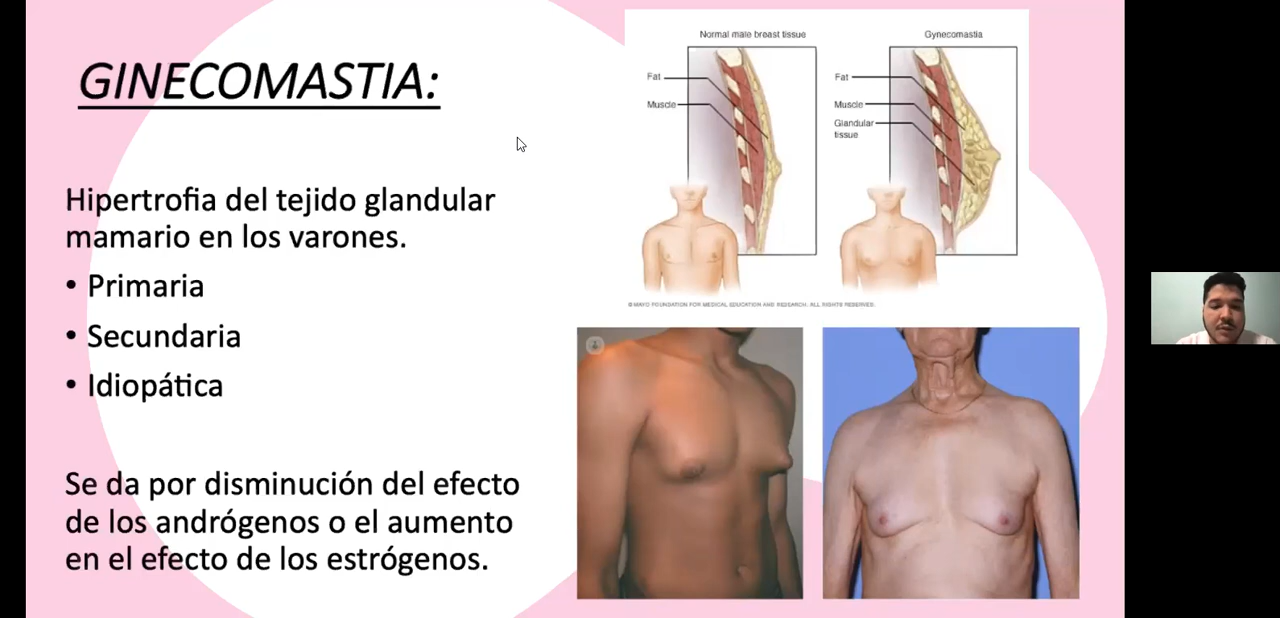 GINECOMASTIA:
Hipertrofia del tejido glandular
mamario en los varones.
• Primaria
• Secundaria
• Idiopática
Se da por disminución del efecto
de los andrógenos o el aumento
en el efecto de los estrógenos.
Normal male breast tissue
Fat
Muscle
Gynecomastia
Fat
Muscle
Glandular
tissue
© MAYO FOUNDATION FOR MEDICAL EDUCATION AND RESEARCH. ALL RIGHTS RESERVED.